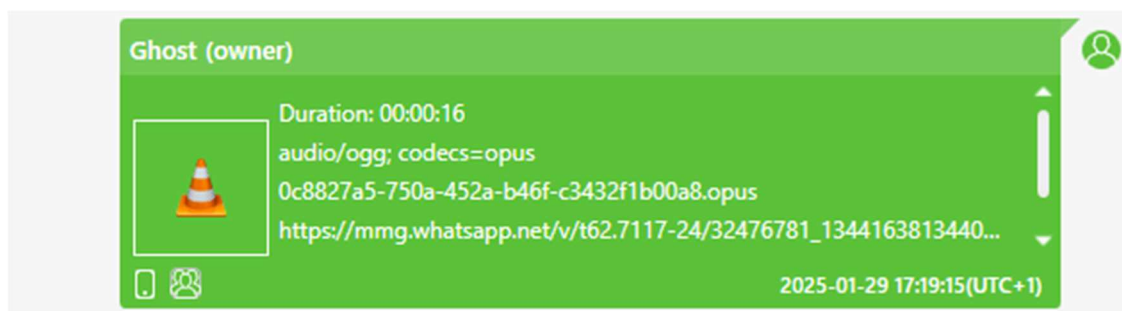 Ghost (owner)
Duration: 00:00:16
audio/ogg; codecs=opus
0c8827a5-750a-452a-b46f-c3432f1b00a8.opus
https://mmg.whatsapp.net/v/t62.7117-24/32476781_1344163813440...
2025-01-29 17:19:15(UTC+1)